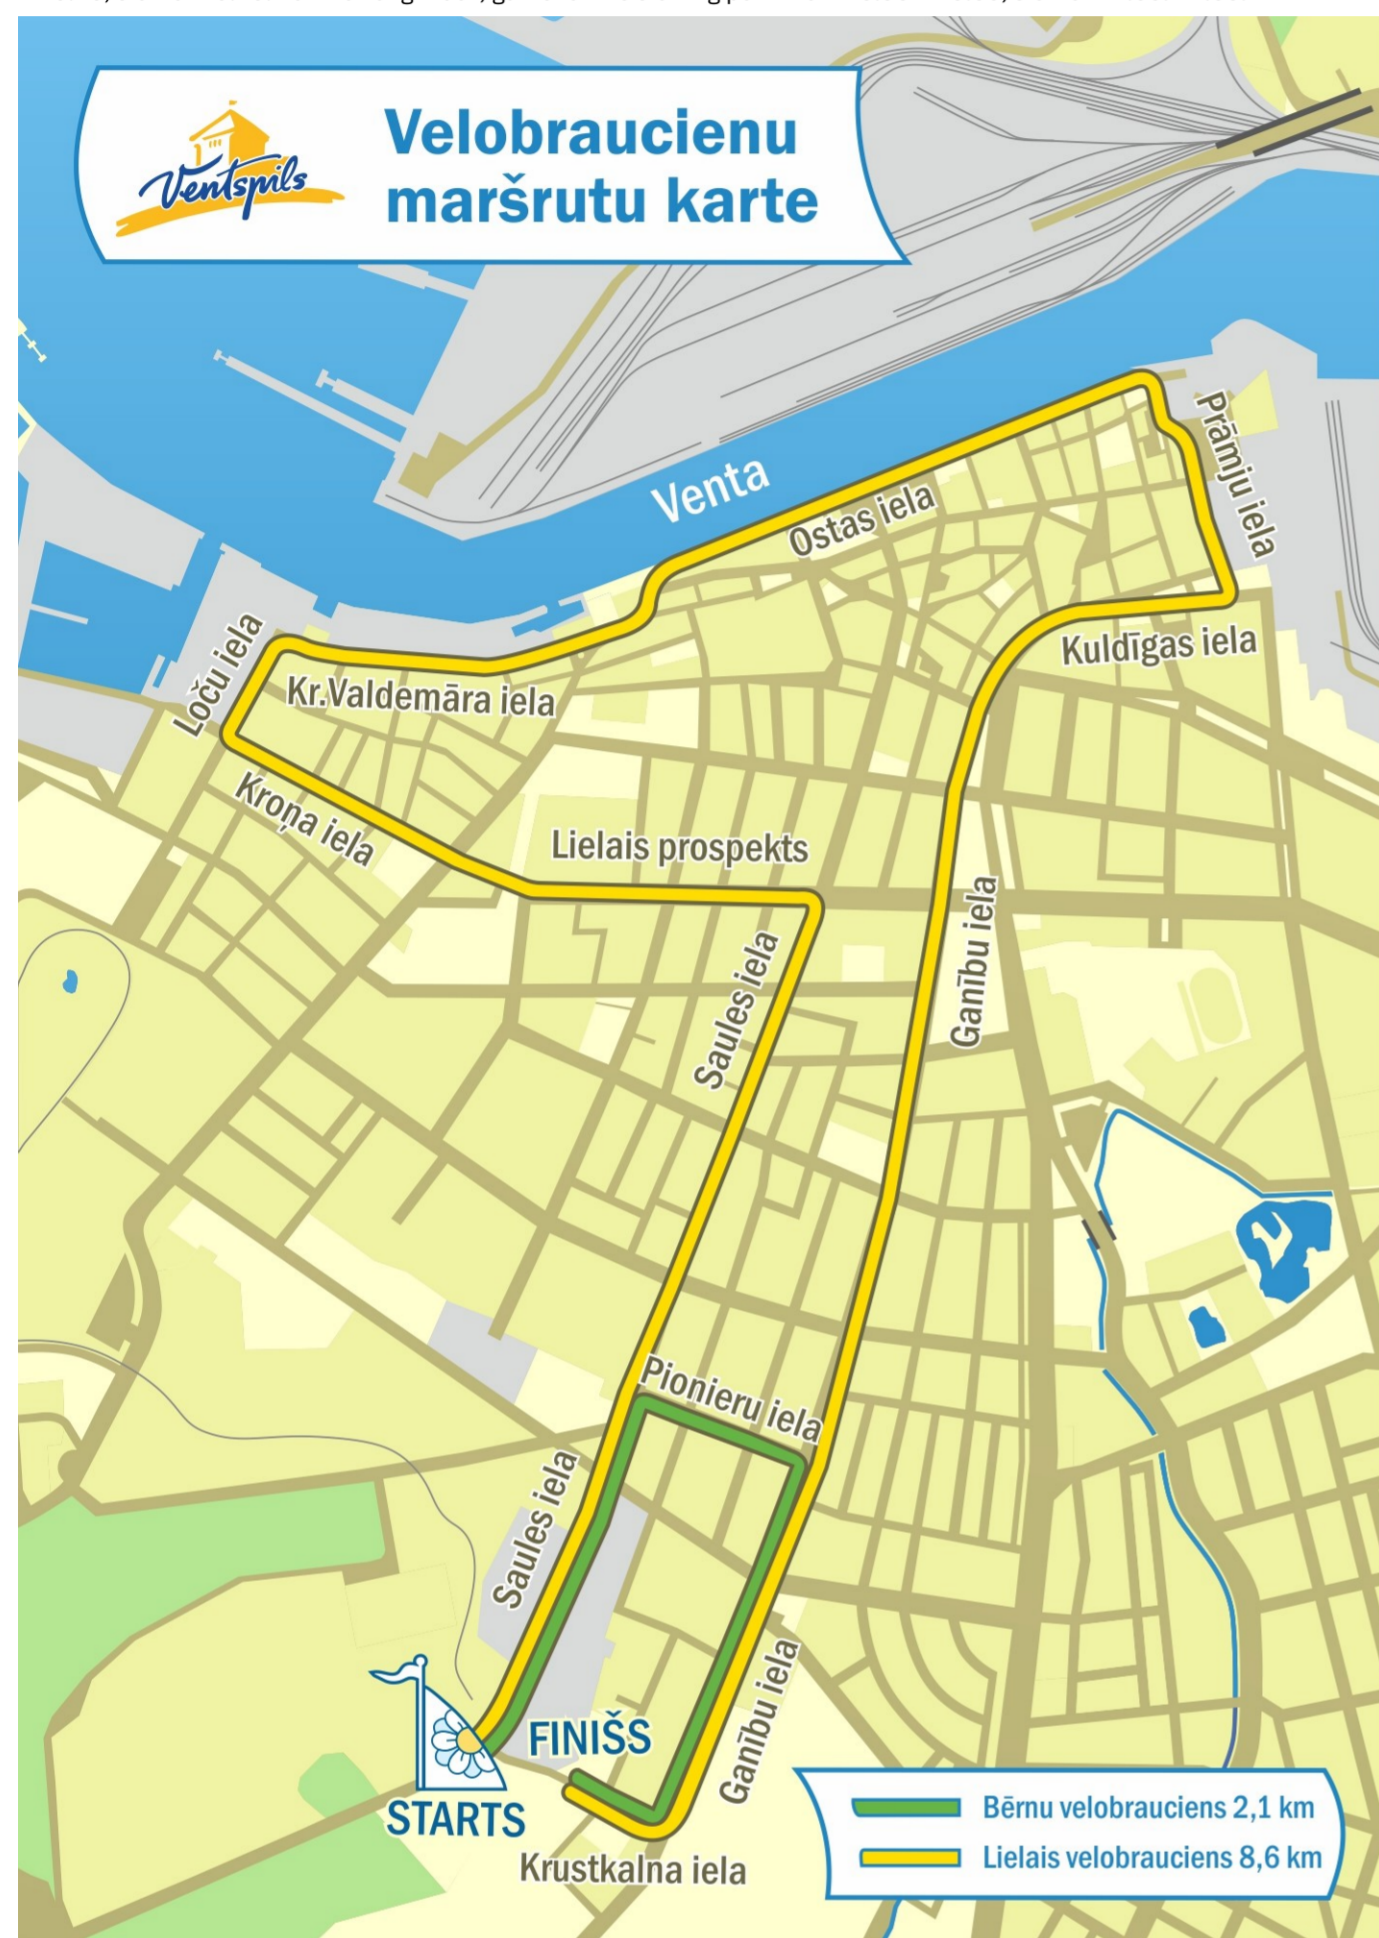 Ventspils
Velobraucienu
maršrutu karte
Venta
Ostas iela
Prāmju iela
Kuldīgas iela
Loču iela
Kr.Valdemāra iela
Kroņa iela
Lielais prospekts
Saules iela
Ganību iela
Pionieru iela
Saules iela
Ganību iela
FINIŠS
STARTS
Krustkalna iela
Bērnu velobrauciens 2,1 km
Lielais velobrauciens 8,6 km